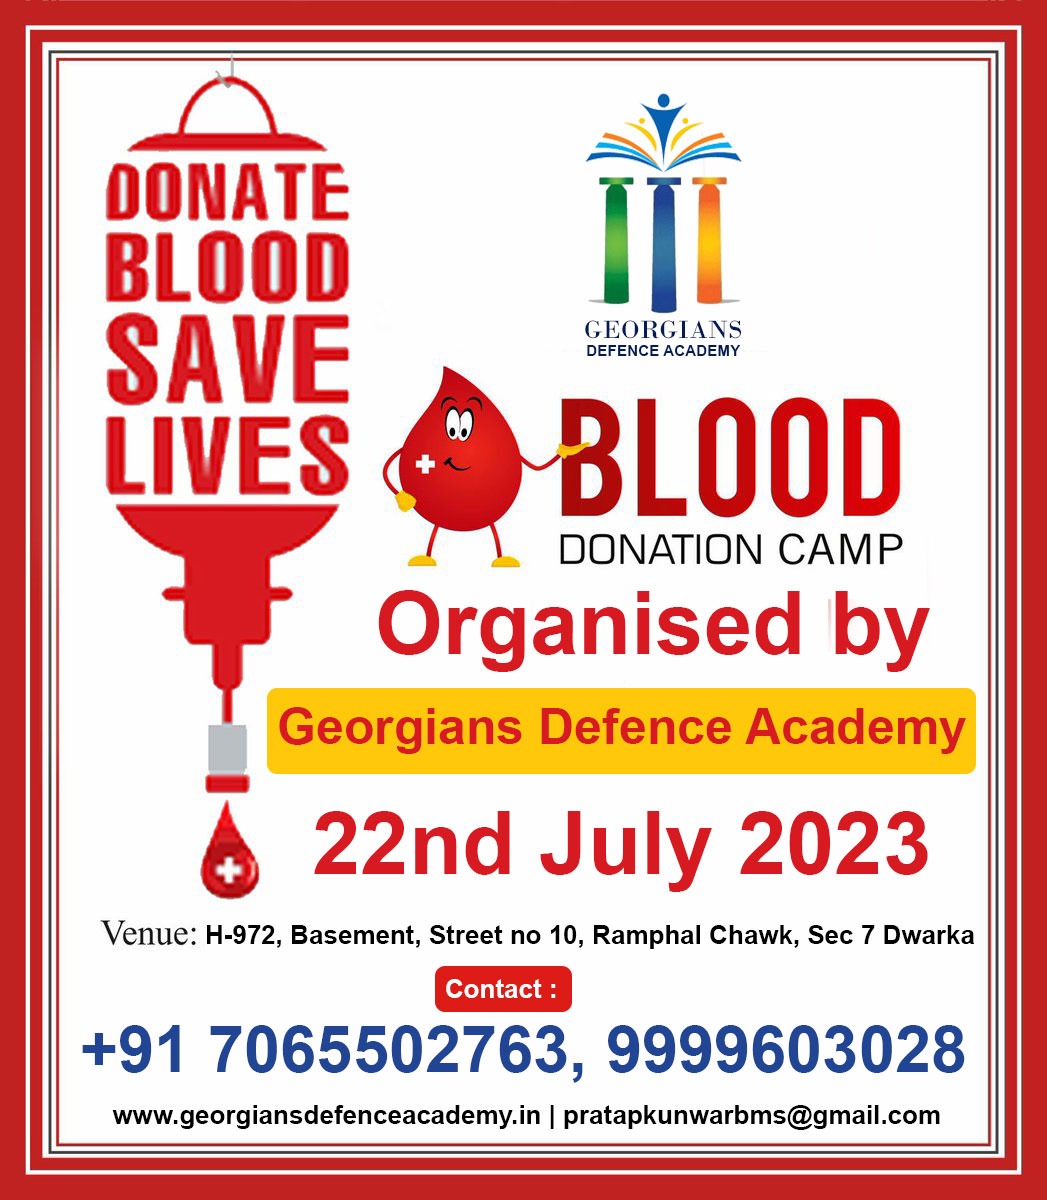 DONATE
BLOOD
SAVE
LIVES
GEORGIANS
DEFENCE ACADEMY
BLOOD
DONATION CAMP
Organised by
Georgians Defence Academy
22nd July 2023
Venue: H-972, Basement, Street no 10, Ramphal Chawk, Sec 7 Dwarka
Contact :
+91 7065502763, 9999603028
www.georgiansdefenceacademy.in | pratapkunwarbms@gmail.com